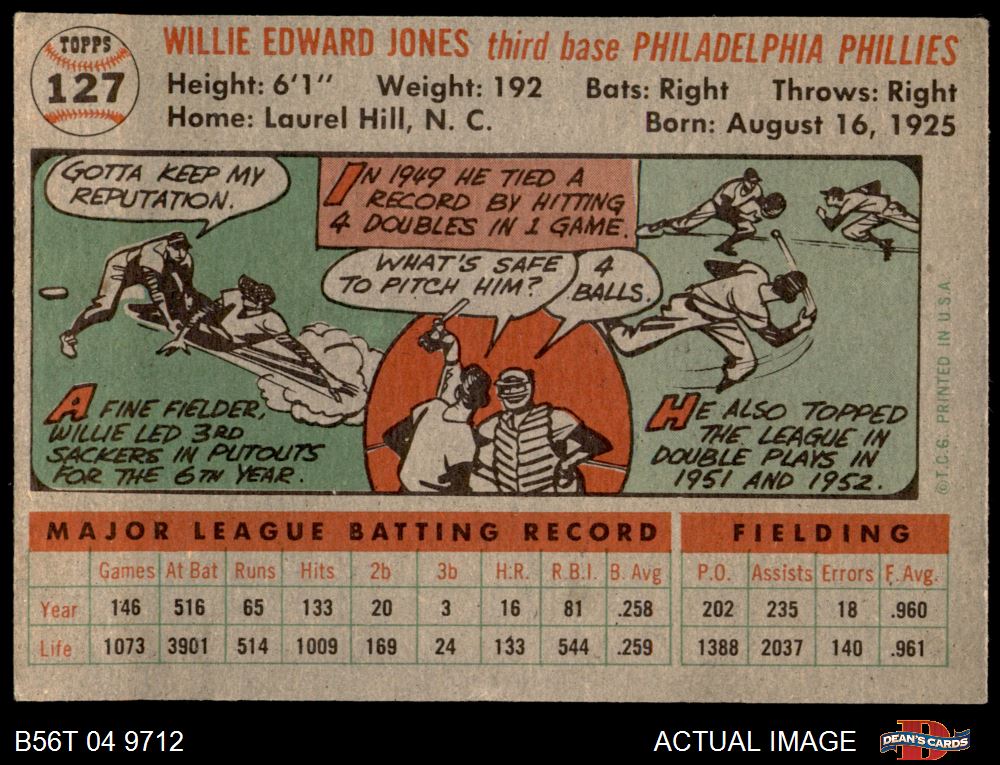 TOPPS
127
WILLIE EDWARD JONES third base PHILADELPHIA PHILLIES
Height: 6'1" Weight: 192 Bats: Right Throws: Right
Home: Laurel Hill, N. C. Born: August 16, 1925
GOTTA KEEP MY
REPUTATION.
IN 1949 HE TIED A
RECORD BY HITTING
4 DOUBLES IN 1 GAME.
WHAT'S SAFE
TO PITCH HIM?
4
BALLS.
A FINE FIELDER,
WILLIE LED 3RD
SACKERS IN PUTOUTS
FOR THE 6TH YEAR.
HE ALSO TOPPED
THE LEAGUE IN
DOUBLE PLAYS IN
1951 AND 1952.
©T.C.G. PRINTED IN U.S.A.
MAJOR LEAGUE BATTING RECORD FIELDING
Games At Bat Runs Hits 2b 3b H.R. R.B.I. B. Avg P.O. Assists Errors F. Avg.
Year 146 516 65 133 20 3 16 81 .258 202 235 18 .960
Life 1073 3901 514 1009 169 24 133 544 .259 1388 2037 140 .961
B56T 04 9712 ACTUAL IMAGE DEAN'S CARDS